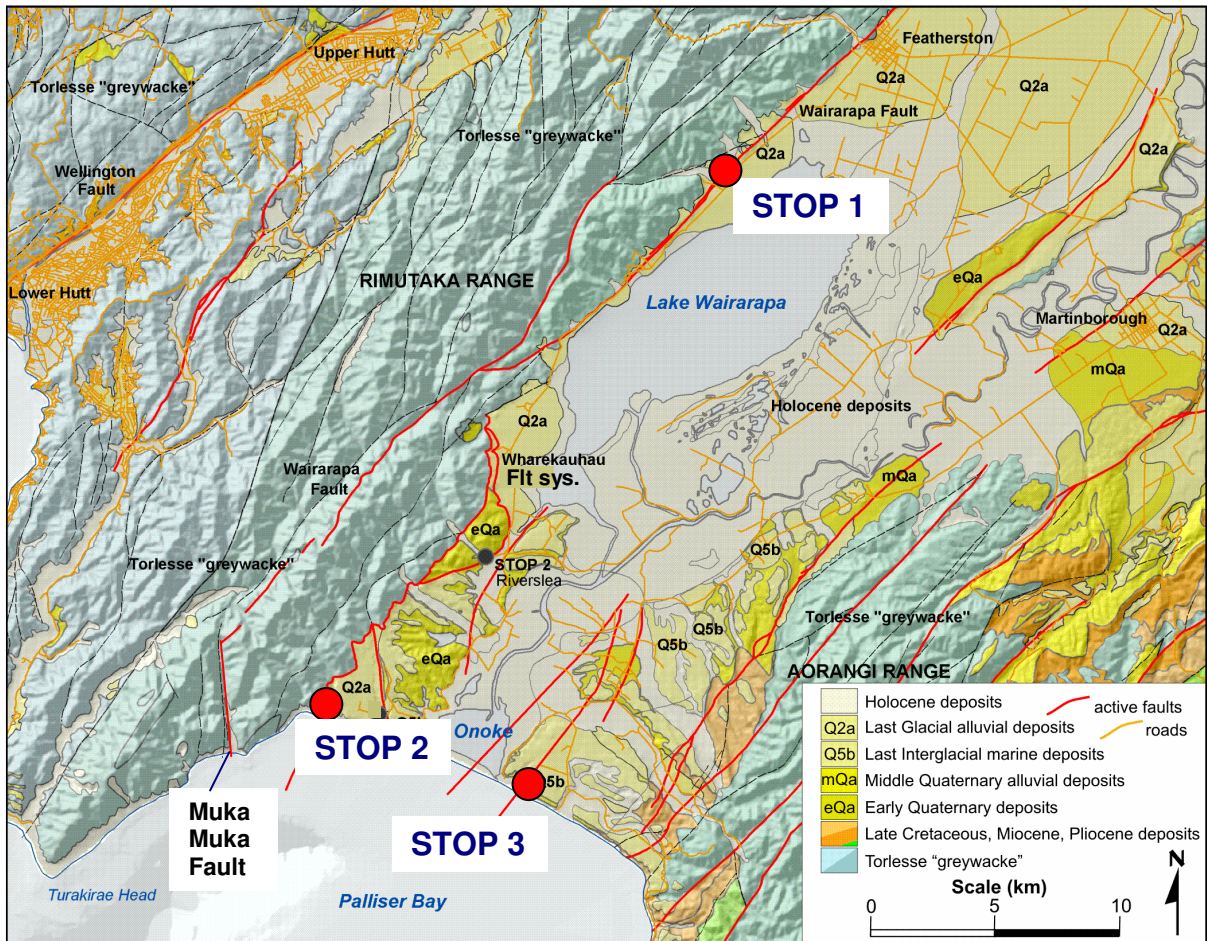 Upper Hutt
Featherston
Torlesse "greywacke"
Q2a
Q2a
Wairarapa Fault
Torlesse "greywacke"
Q2a
Q2a
Wellington
Fault
STOP 1
RIMUTAKA RANGE
eQa
Lower Hutt
Lake Wairarapa
Martinborough
Q2a
mQa
Holocene deposits
Q2a
Wharekauhau
Flt sys.
Wairarapa
Fault
mQa
eQa
Q5b
STOP 2
Riverslea
Torlesse "greywacke"
Torlesse "greywacke"
Q5b
Q5b
eQa
AORANGI RANGE
Q2a
Onoke
STOP 2
5b
STOP 3
Muka
Muka
Fault
Turakirae Head
Palliser Bay
Holocene deposits
active faults
Q2a Last Glacial alluvial deposits
roads
Q5b Last Interglacial marine deposits
mQa Middle Quaternary alluvial deposits
eQa Early Quaternary deposits
Late Cretaceous, Miocene, Pliocene deposits
Torlesse “greywacke”
N
Scale (km)
0 5 10